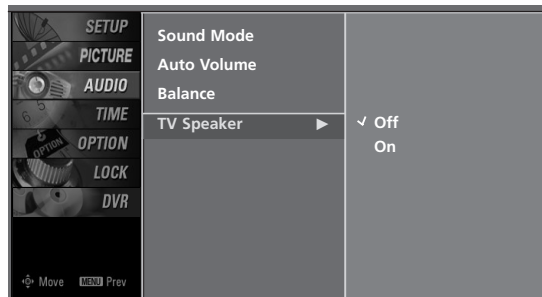 SETUP
PICTURE
AUDIO
TIME
OPTION
LOCK
DVR
Move MENU Prev
Sound Mode
Auto Volume
Balance
TV Speaker
Off
On